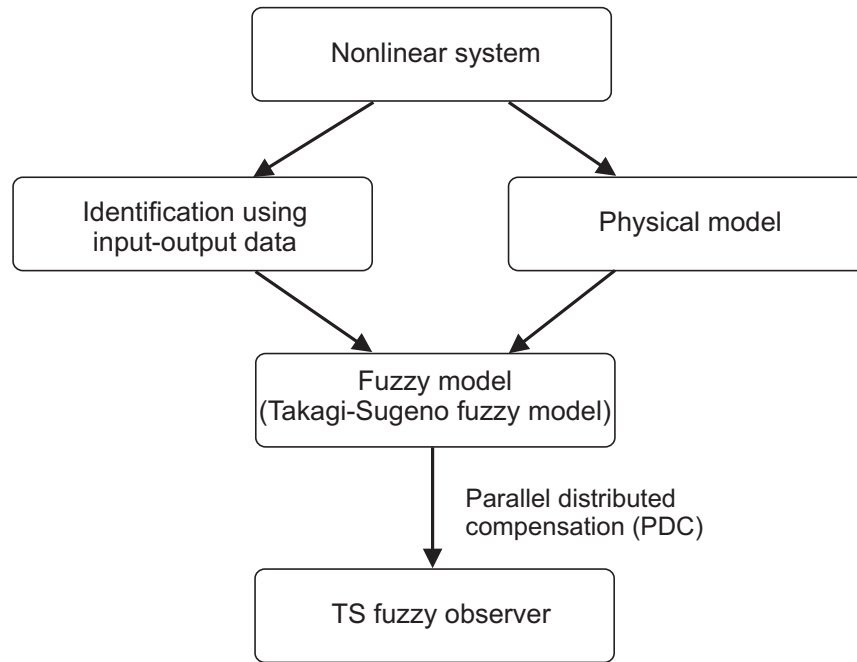 Nonlinear system
Identification using
input-output data
Physical model
Fuzzy model
(Takagi-Sugeno fuzzy model)
Parallel distributed
compensation (PDC)
TS fuzzy observer